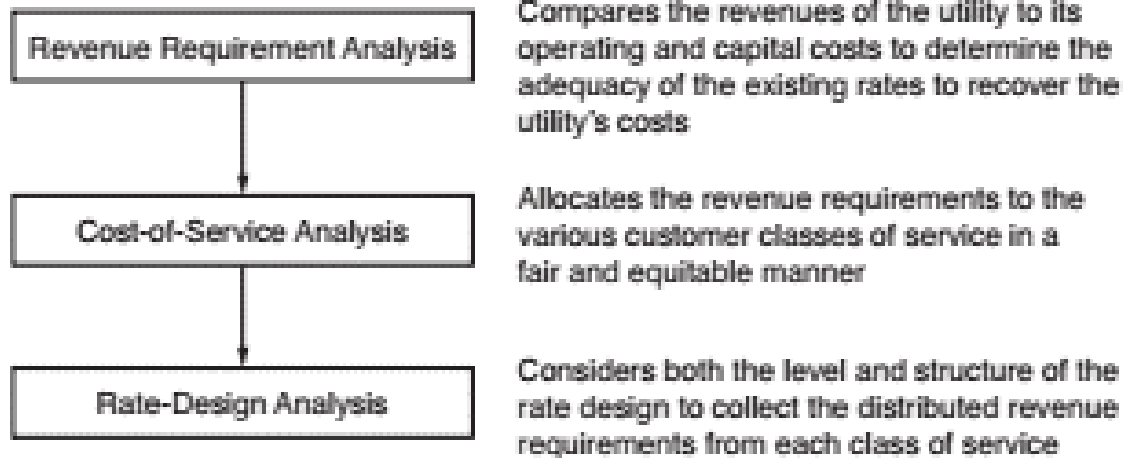 Revenue Requirement Analysis
Compares the revenues of the utility to its
operating and capital costs to determine the
adequacy of the existing rates to recover the
utility's costs
Cost-of-Service Analysis
Allocates the revenue requirements to the
various customer classes of service in a
fair and equitable manner
Rate-Design Analysis
Considers both the level and structure of the
rate design to collect the distributed revenue
requirements from each class of service